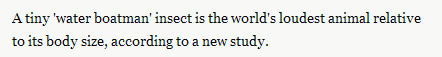 A tiny 'water boatman' insect is the world's loudest animal relative
to its body size, according to a new study.